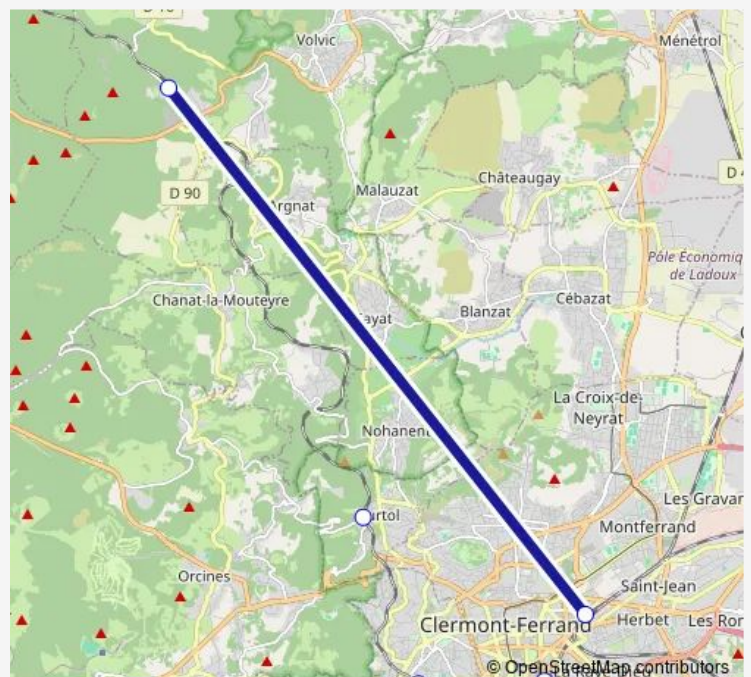 Volvic
Ménétrol
D 90
Argnat
Malauzat
Châteaugay
Pôle Economiq
de Ladoux
Chanat-la-Mouteyre
Blanzat
Cébazat
La Croix-de-
Neyrat
Nohanent
Les Gravan
Montferrand
Orcines
Saint-Jean
Clermont-Ferrand
Herbet
Les Ron
© OpenStreetMap contributors